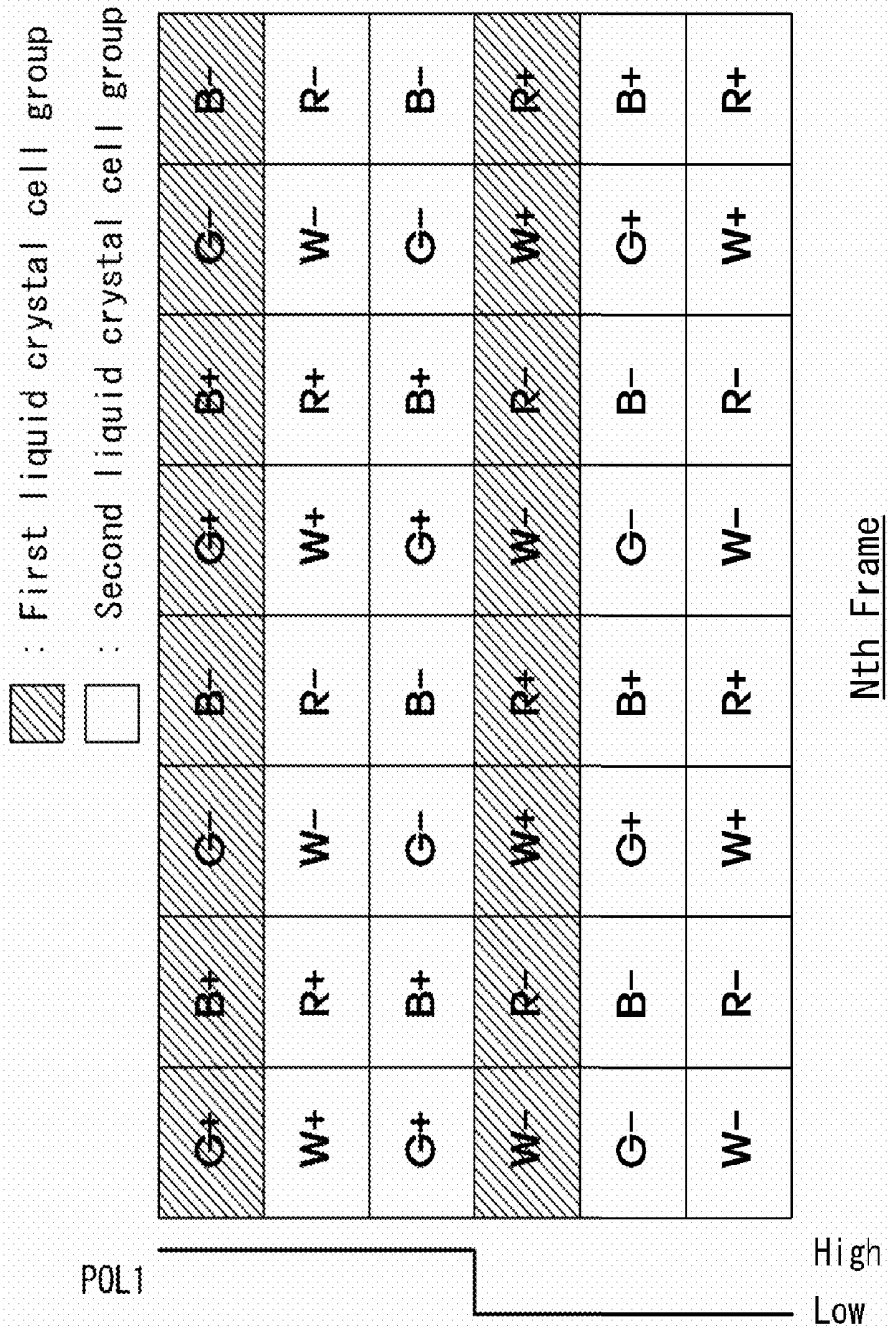 : First liquid crystal cell group
: Second liquid crystal cell group
POL1
G+ B+ G− B− G+ B+ G− B−
W+ R+ W− R− W+ R+ W− R−
G+ B+ G− B− G+ B+ G− B−
W− R− W+ R+ W− R− W+ R+
G− B− G+ B+ G− B− G+ B+
W− R− W+ R+ W− R− W+ R+
High
Low
Nth Frame